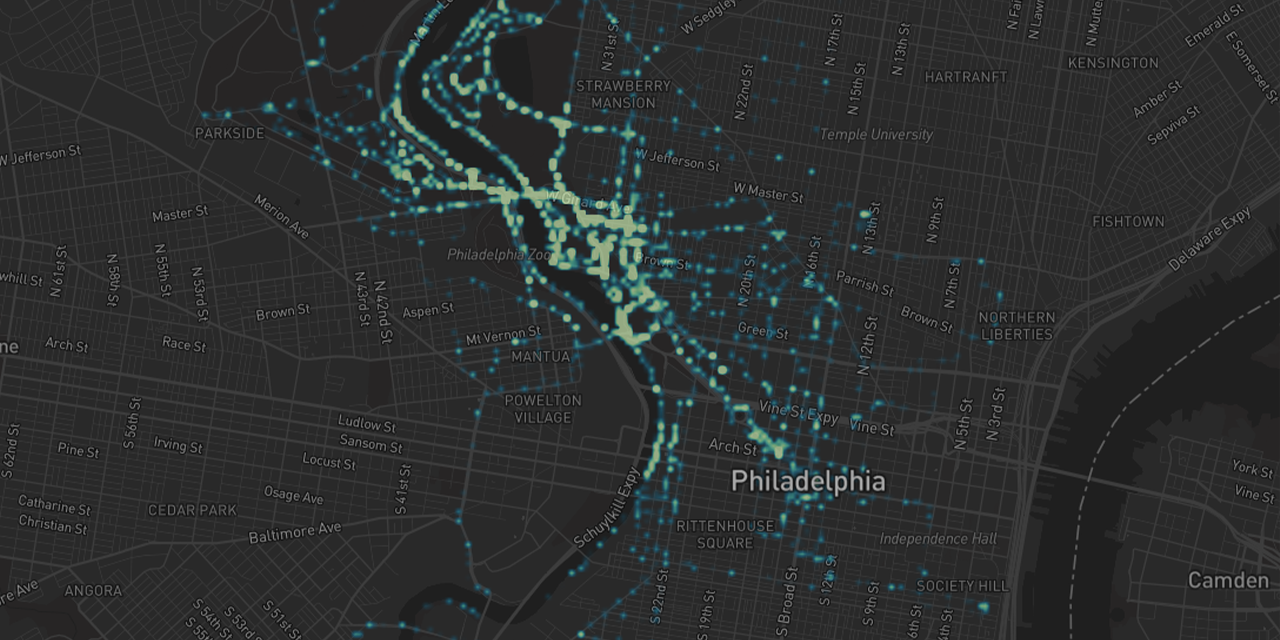 W Sedgley
N 31st S
N 17th St
N 13th St
N Mutte
Emerald St
E Somerset St
KENSINGTON
HARTRANFT
STRAWBERRY
MANSION
N 22nd St
N 15th St
Amber St
Sepviva St
PARKSIDE
Temple University
W Jefferson St
W Jefferson St
W Master St
Master St
Merion Ave
W Girard Ave
N 13th St
N 9th St
FISHTOWN
Delaware Expy
Philadelphia Zoo
Brown St
N 61st St
N 58th St
N 55th St
N 53rd St
N 43rd St
N 42nd St
N 20th St
N 16th St
Parrish St
N 7th St
Brown St
Aspen St
Brown St
NORTHERN
LIBERTIES
Mt Vernon St
Green St
N 12th St
Arch St
Race St
MANTUA
POWELTON
VILLAGE
Vine St Expy
Vine St
N 5th St
N 3rd St
S 62nd St
S 56th St
Pine St
Irving St
Ludlow St
Sansom St
Locust St
S 41st St
Arch St
Philadelphia
York St
Vine St
Catharine St
Christian St
CEDAR PARK
Osage Ave
Baltimore Ave
Schuylkill Expy
RITTENHOUSE
SQUARE
Independence Hall
ANGORA
S 54th St
S 53rd St
S 51st St
S 22nd St
S 19th St
S Broad St
S 12th St
S 9th St
SOCIETY HILL
Camden